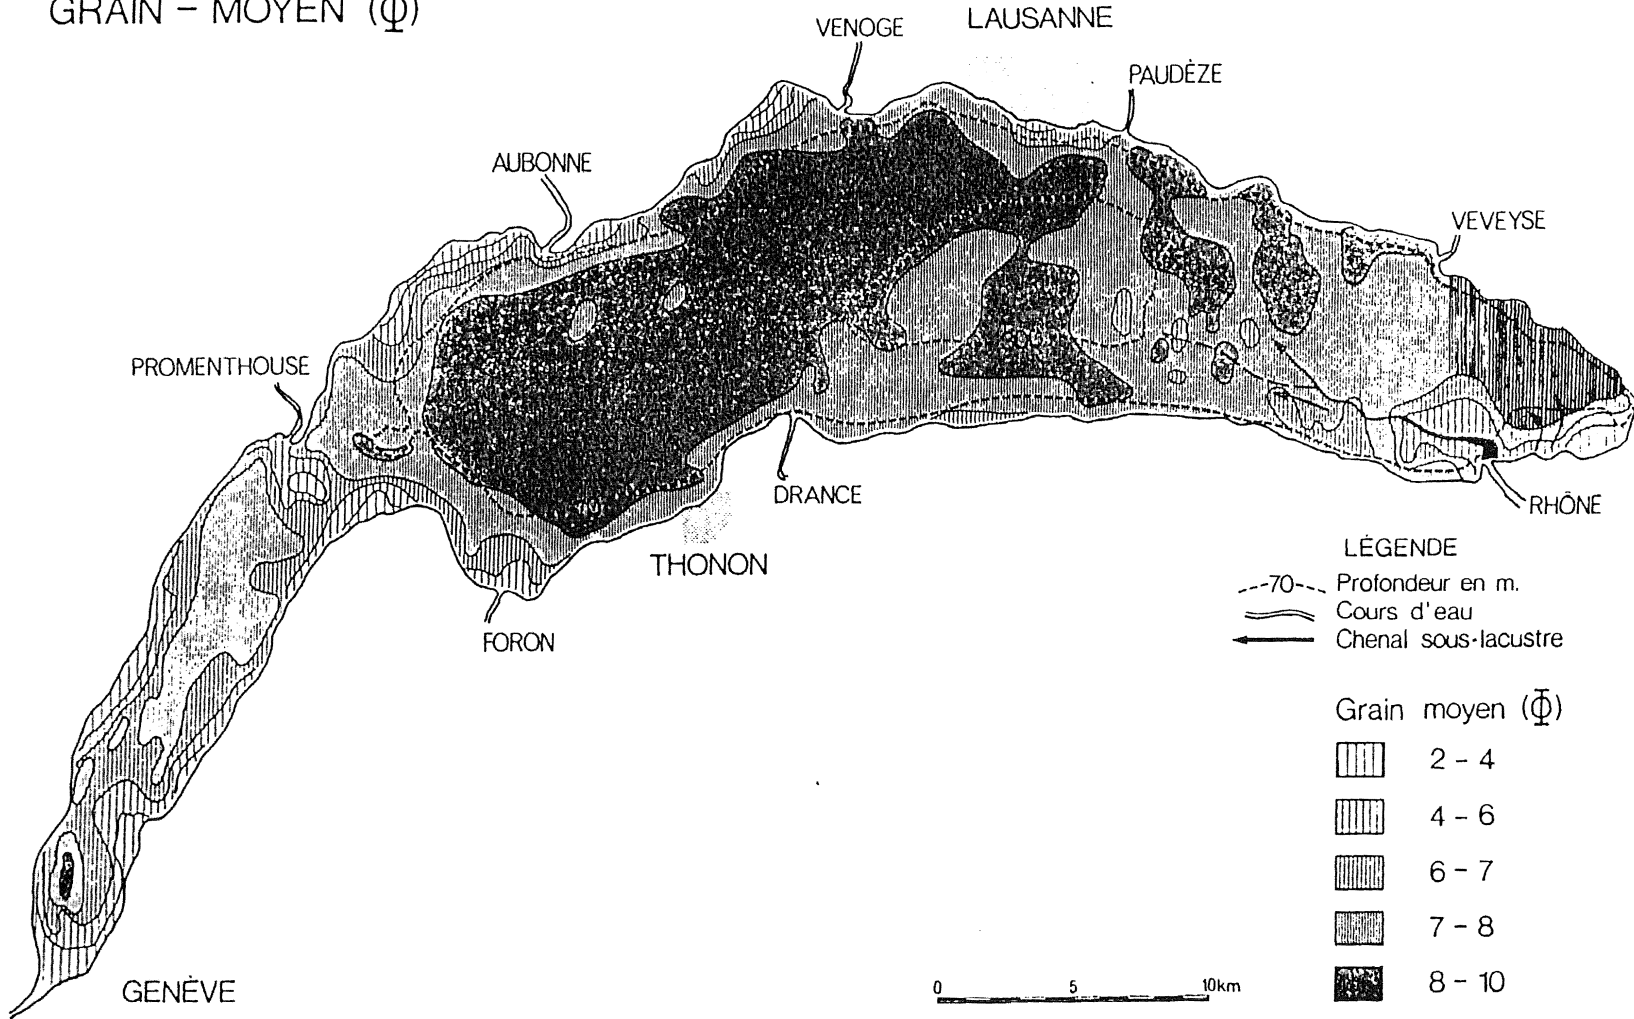 GRAIN - MOYEN (Φ)
LAUSANNE
VENOGE
PAUDÈZE
AUBONNE
VEVEYSE
PROMENTHOUSE
DRANCE
RHÔNE
THONON
FORON
GENÈVE
LÉGENDE
--70-- Profondeur en m.
Cours d'eau
Chenal sous-lacustre
Grain moyen (Φ)
2 - 4
4 - 6
6 - 7
7 - 8
8 - 10
0 5 10km